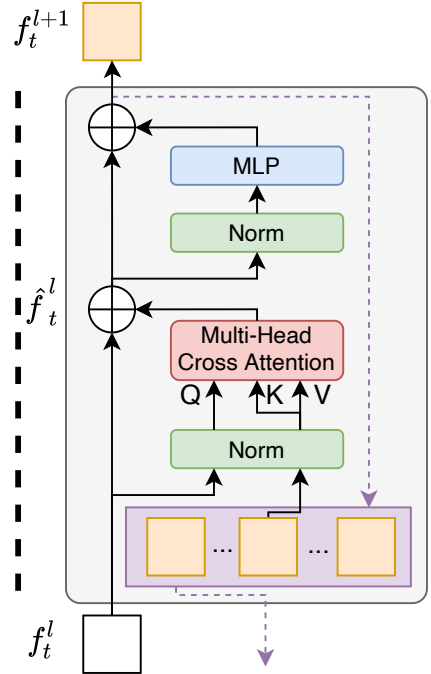 f_t^{l+1}
MLP
Norm
\hat{f}_t^l
Multi-Head
Cross Attention
Q K V
Norm
... ...
f_t^l